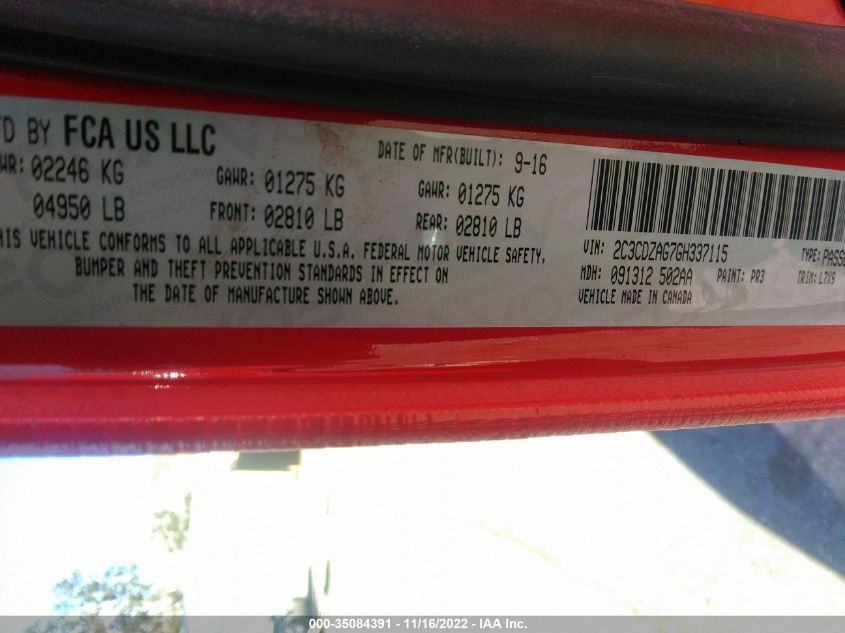 FCA US LLC
DATE OF MFR(BUILT): 9-16
02246 KG GAWR: 01275 KG GAWR: 01275 KG
04950 LB FRONT: 02810 LB REAR: 02810 LB
THIS VEHICLE CONFORMS TO ALL APPLICABLE U.S.A. FEDERAL MOTOR VEHICLE SAFETY,
BUMPER AND THEFT PREVENTION STANDARDS IN EFFECT ON
THE DATE OF MANUFACTURE SHOWN ABOVE.
VIN: 2C3CDZAG7GH337115 TYPE:
MDH: 091312 502AA PAINT: PR3 TRIM: L7X9
VEHICLE MADE IN CANADA
000-35084391 - 11/16/2022 - IAA Inc.